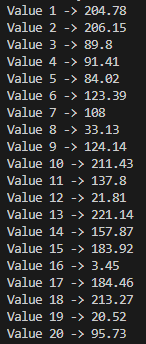 Value 1 -> 204.78
Value 2 -> 206.15
Value 3 -> 89.8
Value 4 -> 91.41
Value 5 -> 84.02
Value 6 -> 123.39
Value 7 -> 108
Value 8 -> 33.13
Value 9 -> 124.14
Value 10 -> 211.43
Value 11 -> 137.8
Value 12 -> 21.81
Value 13 -> 221.14
Value 14 -> 157.87
Value 15 -> 183.92
Value 16 -> 3.45
Value 17 -> 184.46
Value 18 -> 213.27
Value 19 -> 20.52
Value 20 -> 95.73